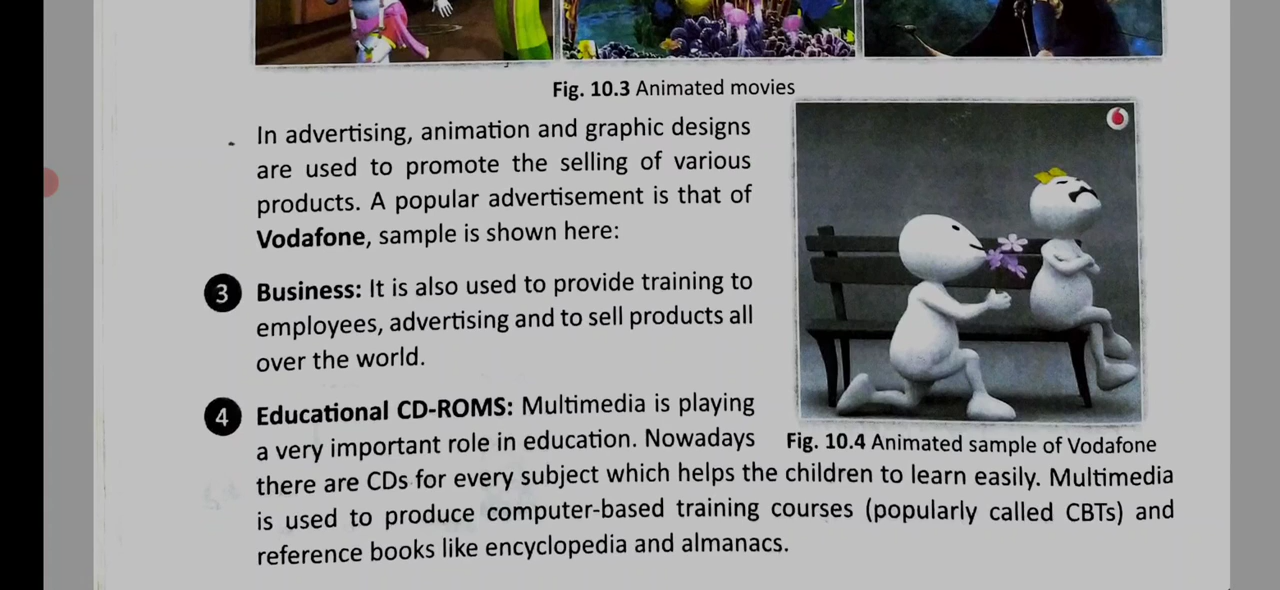 Fig. 10.3 Animated movies
In advertising, animation and graphic designs
are used to promote the selling of various
products. A popular advertisement is that of
Vodafone, sample is shown here:
3 Business: It is also used to provide training to
employees, advertising and to sell products all
over the world.
4 Educational CD-ROMS: Multimedia is playing
a very important role in education. Nowadays
Fig. 10.4 Animated sample of Vodafone
there are CDs for every subject which helps the children to learn easily. Multimedia
is used to produce computer-based training courses (popularly called CBTs) and
reference books like encyclopedia and almanacs.